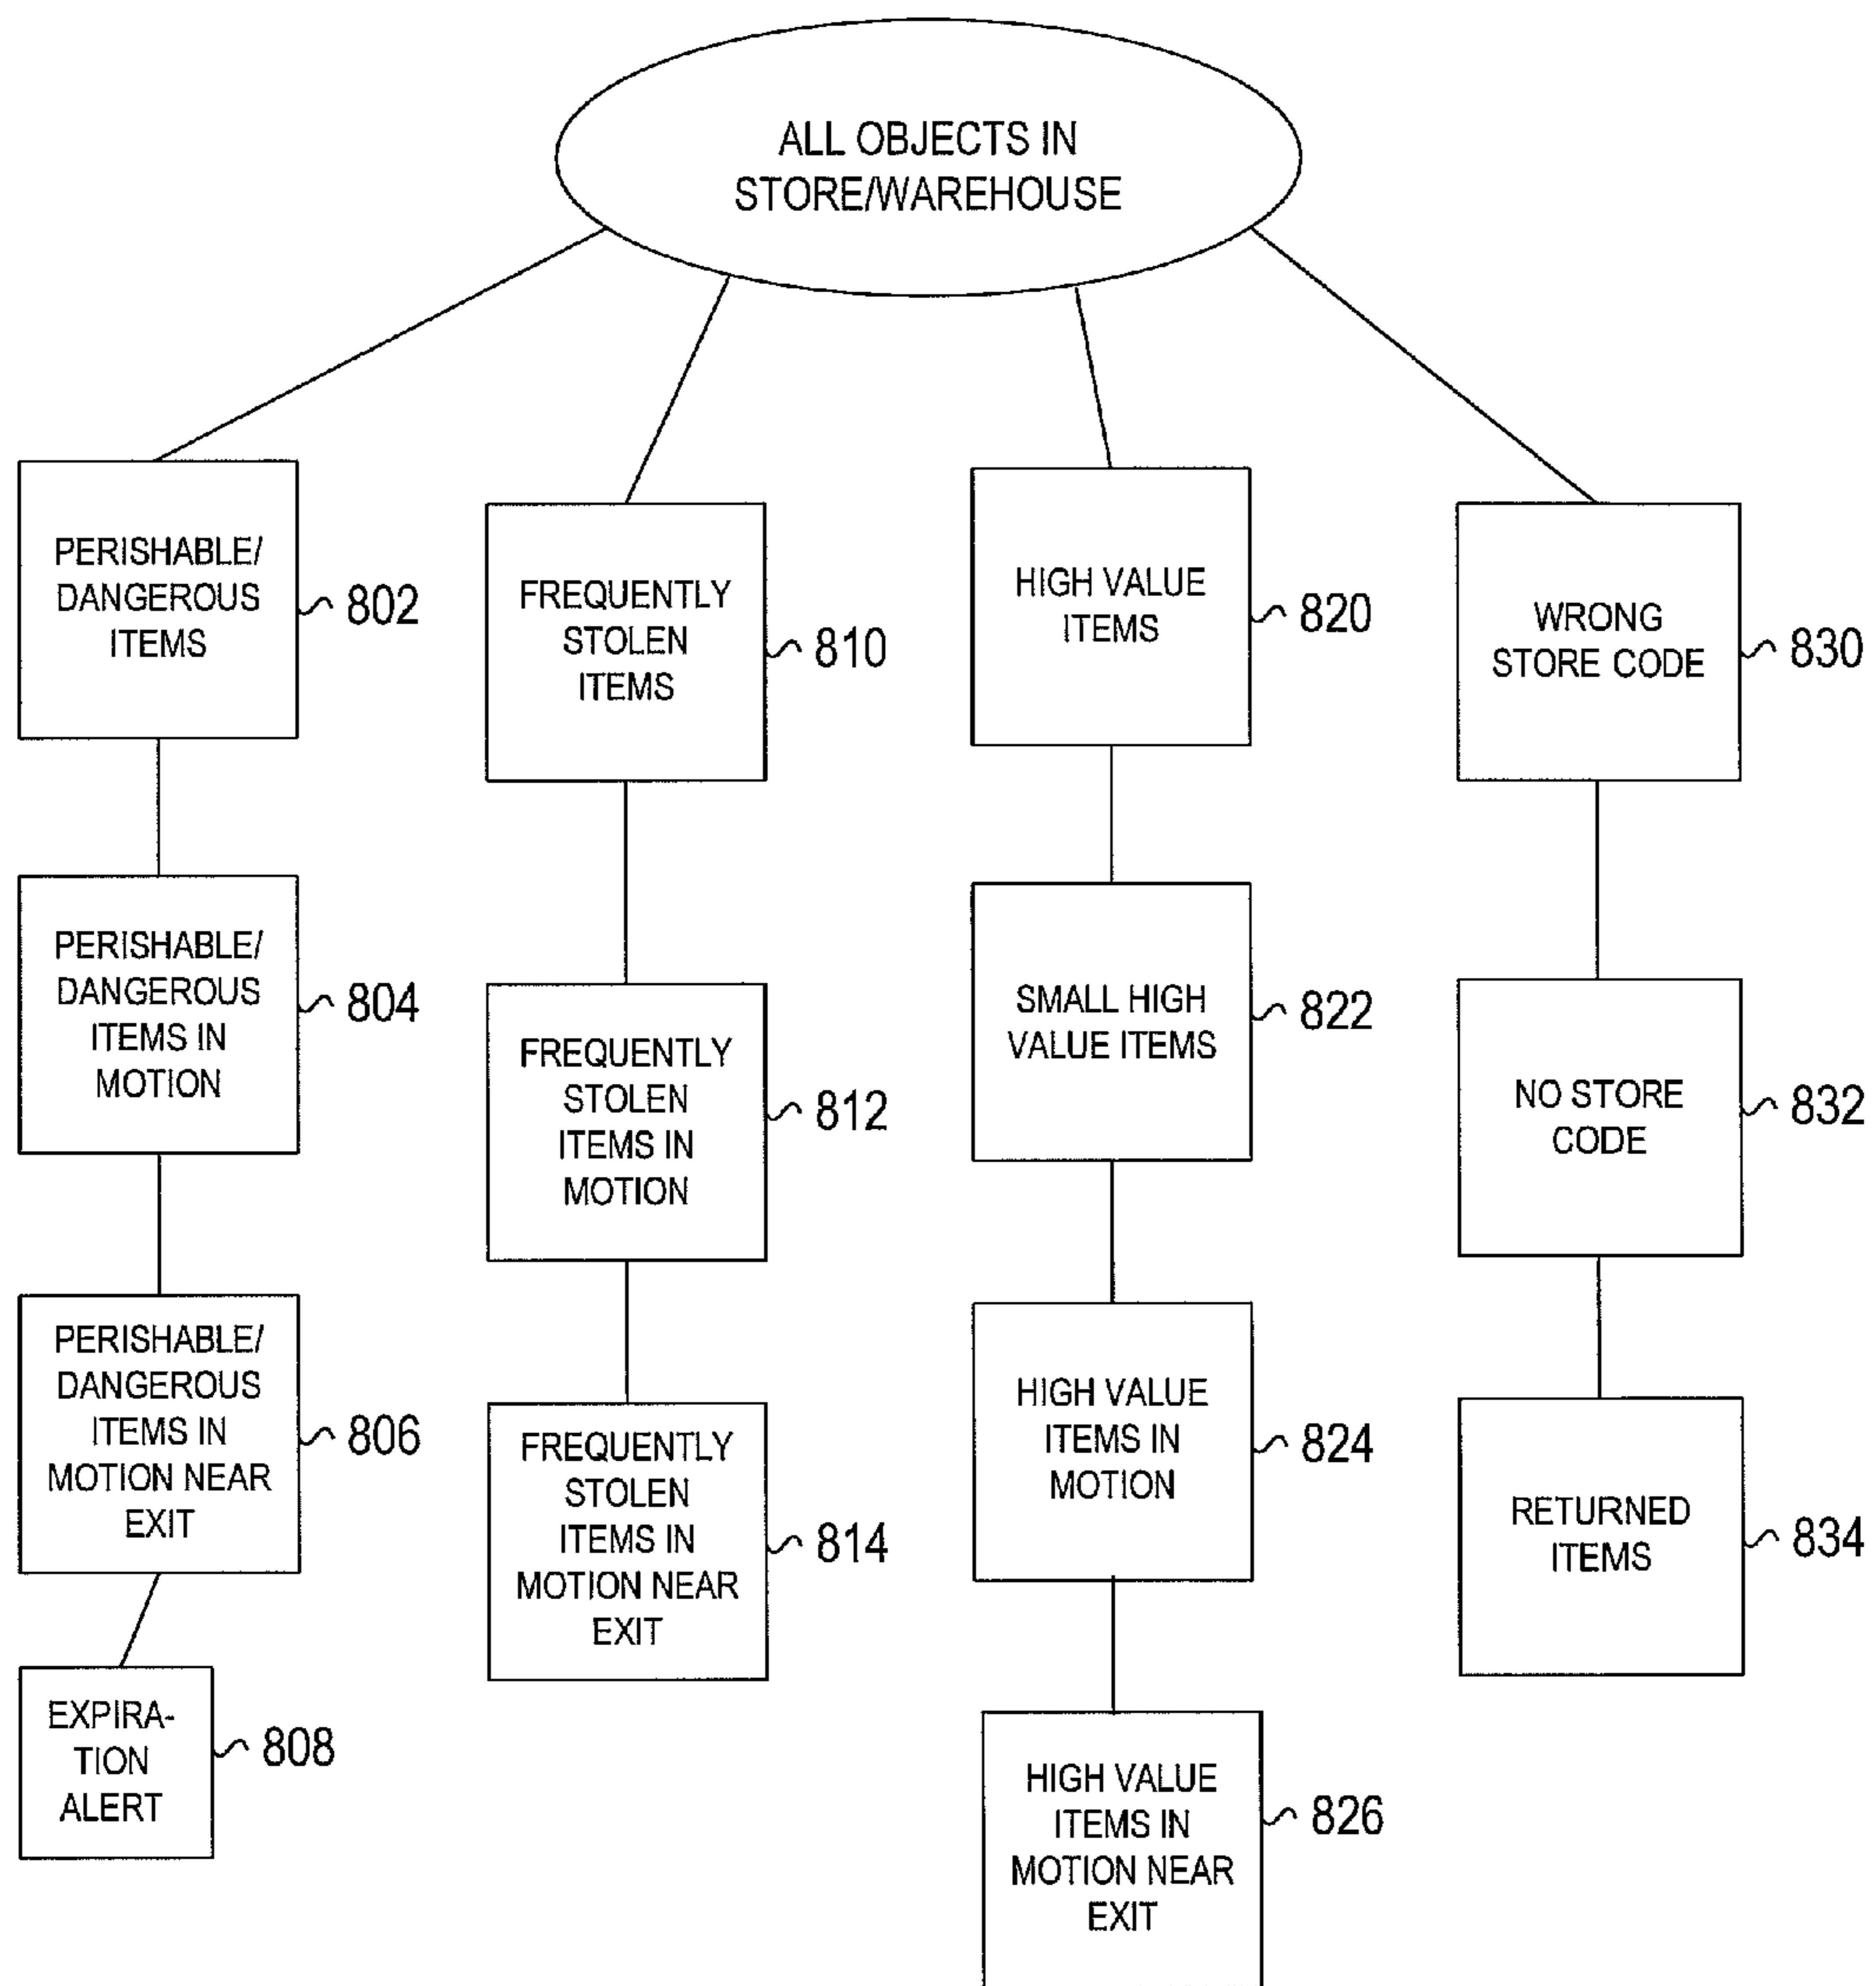 ALL OBJECTS IN
STORE/WAREHOUSE
PERISHABLE/
DANGEROUS
ITEMS
802
PERISHABLE/
DANGEROUS
ITEMS IN
MOTION
804
PERISHABLE/
DANGEROUS
ITEMS IN
MOTION NEAR
EXIT
806
EXPIRA-
TION
ALERT
808
FREQUENTLY
STOLEN
ITEMS
810
FREQUENTLY
STOLEN
ITEMS IN
MOTION
812
FREQUENTLY
STOLEN
ITEMS IN
MOTION NEAR
EXIT
814
HIGH VALUE
ITEMS
820
SMALL HIGH
VALUE ITEMS
822
HIGH VALUE
ITEMS IN
MOTION
824
HIGH VALUE
ITEMS IN
MOTION NEAR
EXIT
826
WRONG
STORE CODE
830
NO STORE
CODE
832
RETURNED
ITEMS
834